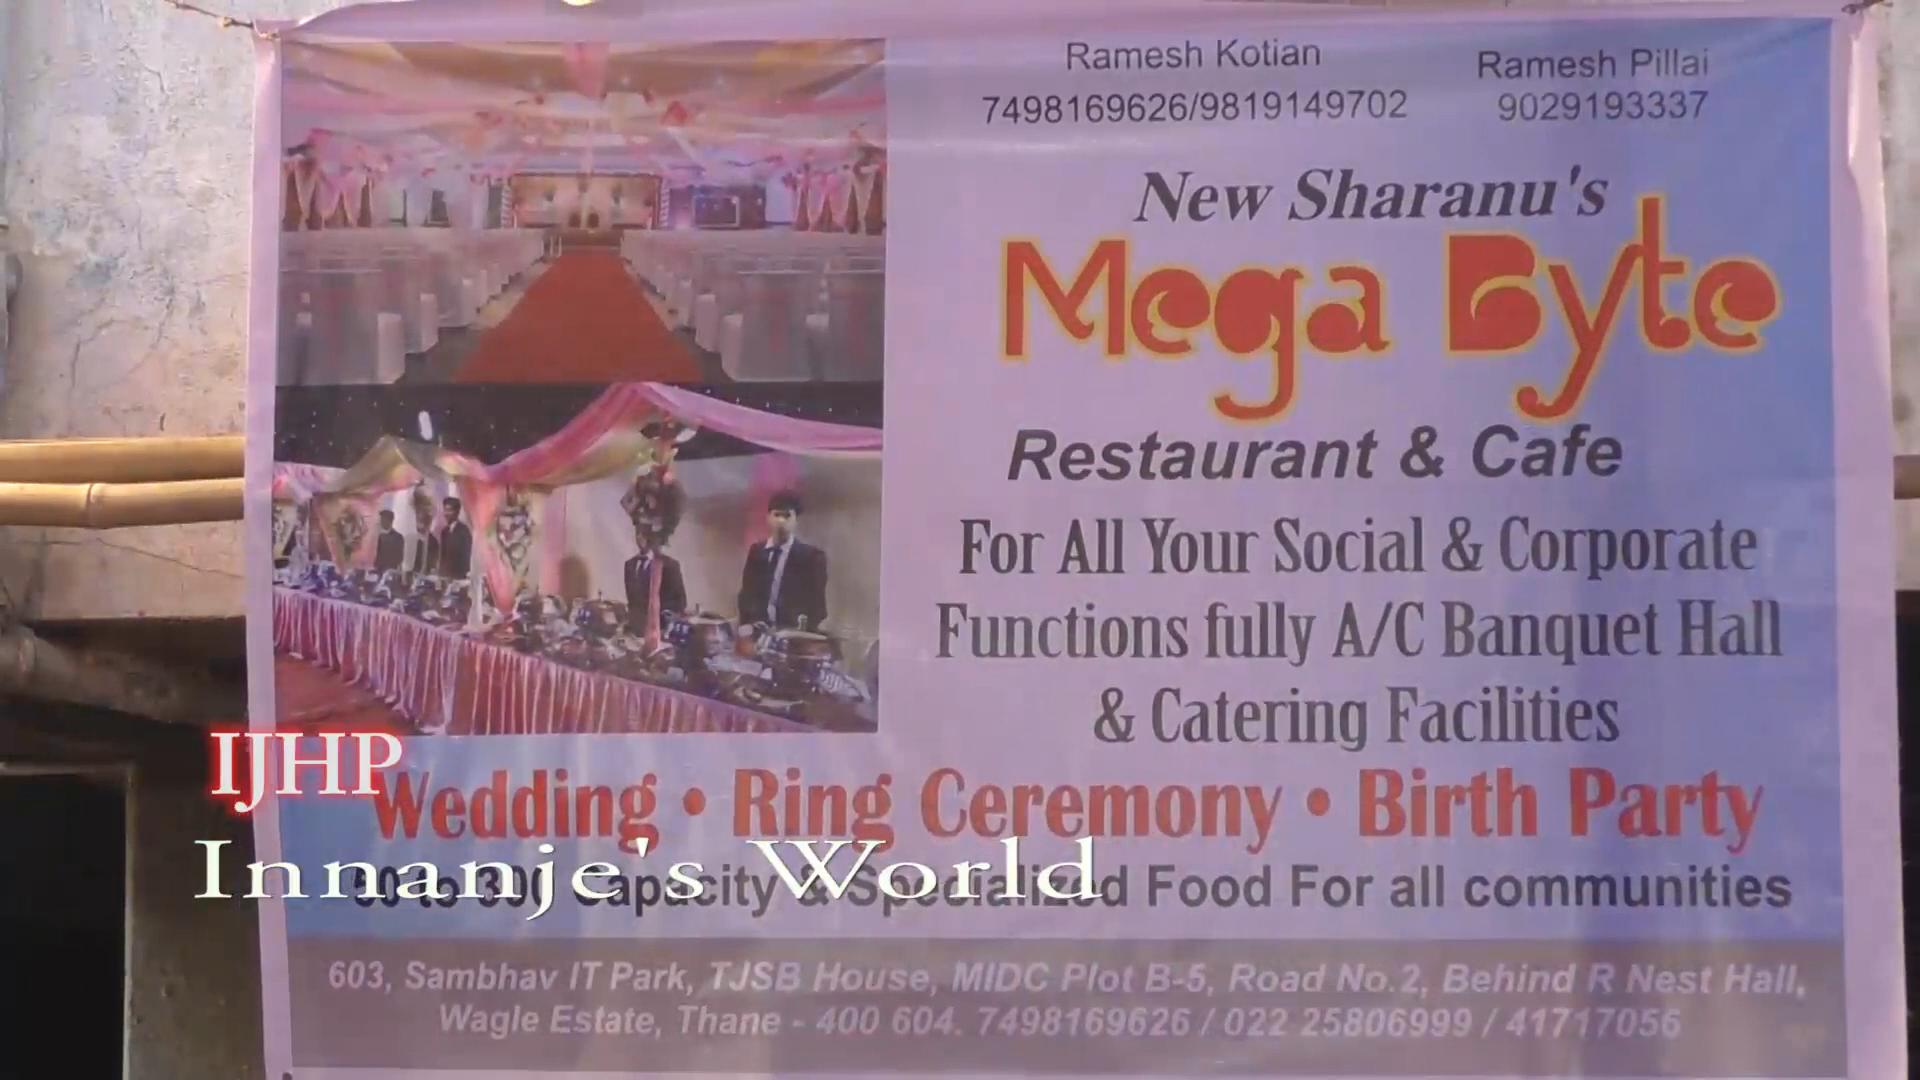 Ramesh Kotian
7498169626/9819149702
Ramesh Pillai
9029193337
New Sharanu's
Mega Byte
Restaurant & Cafe
For All Your Social & Corporate
Functions fully A/C Banquet Hall
& Catering Facilities
IJHP
Wedding • Ring Ceremony • Birth Party
Innanje's World
Capacity & Specialized Food For all communities
603, Sambhav IT Park, TJSB House, MIDC Plot B-5, Road No.2, Behind R Nest Hall,
Wagle Estate, Thane - 400 604. 7498169626 / 022 25806999 / 41717056